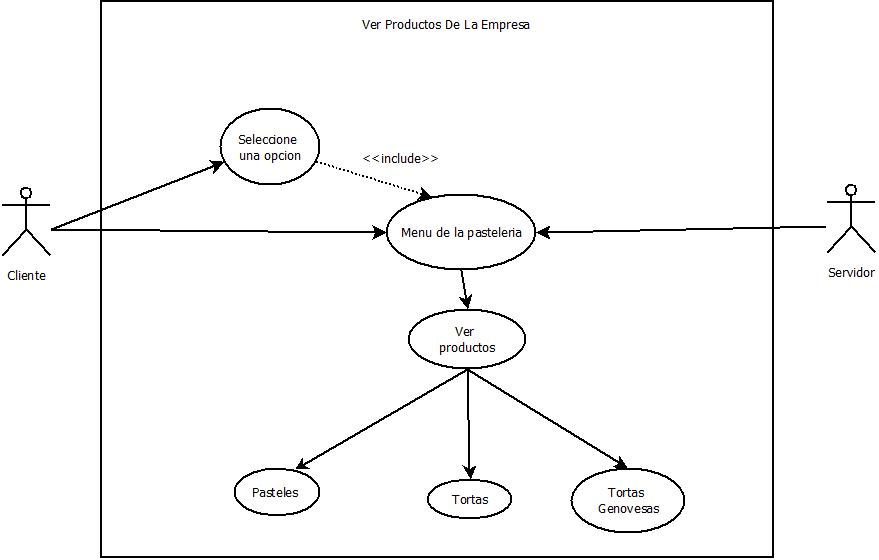 Ver Productos De La Empresa
Seleccione
una opcion
<<include>>
Menu de la pasteleria
Cliente
Servidor
Ver
productos
Pasteles
Tortas
Tortas
Genovesas